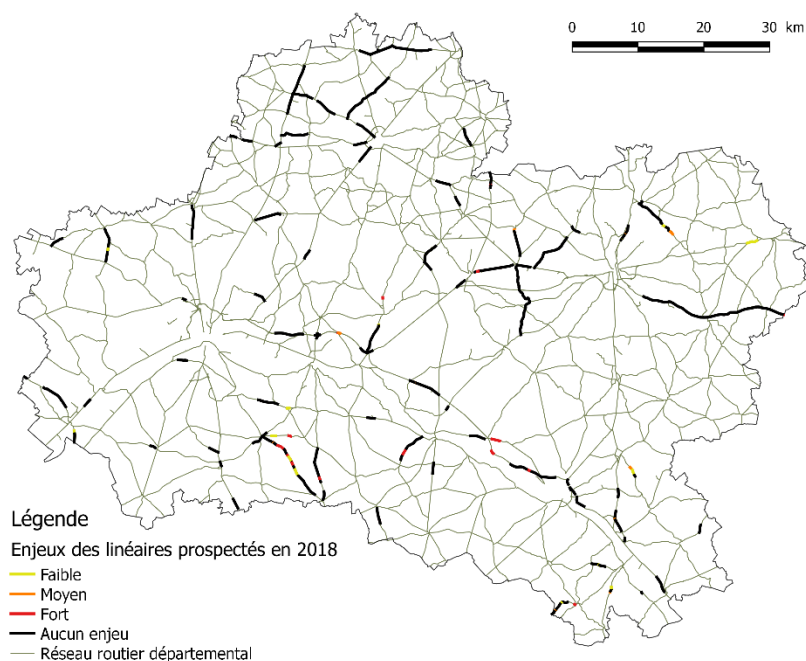 0 10 20 30 km
Légende
Enjeux des linéaires prospectés en 2018
Faible
Moyen
Fort
Aucun enjeu
Réseau routier départemental